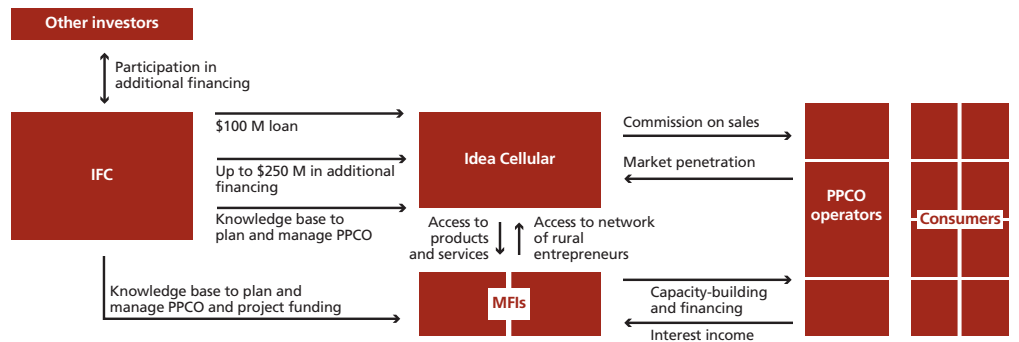 Other investors
Participation in
additional financing
IFC
$100 M loan
Up to $250 M in additional
financing
Knowledge base to
plan and manage PPCO
Idea Cellular
Commission on sales
Market penetration
PPCO
operators
Consumers
Access to
products
and services
Access to network
of rural
entrepreneurs
Knowledge base to plan and
manage PPCO and project funding
MFIs
Capacity-building
and financing
Interest income